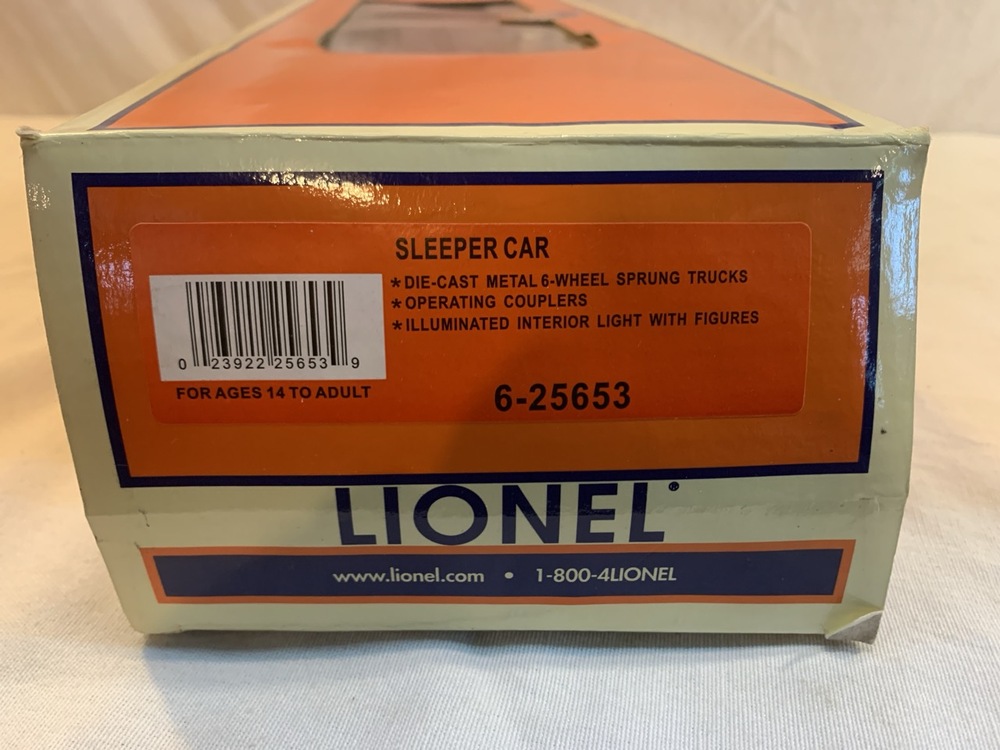 SLEEPER CAR
*DIE-CAST METAL 6-WHEEL SPRUNG TRUCKS
*OPERATING COUPLERS
*ILLUMINATED INTERIOR LIGHT WITH FIGURES
0 23922 25653 9
FOR AGES 14 TO ADULT
6-25653
LIONEL®
www.lionel.com • 1-800-4LIONEL